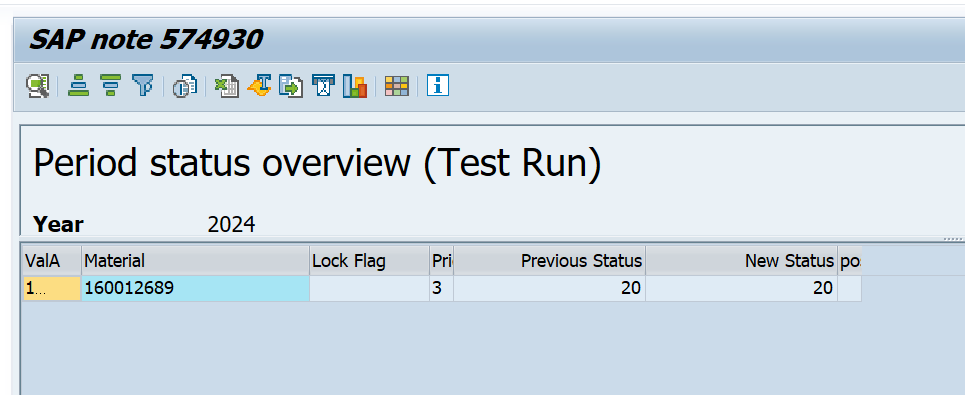 SAP note 574930
Period status overview (Test Run)
Year 2024
ValA Material Lock Flag Pri Previous Status New Status po
1... 160012689 3 20 20